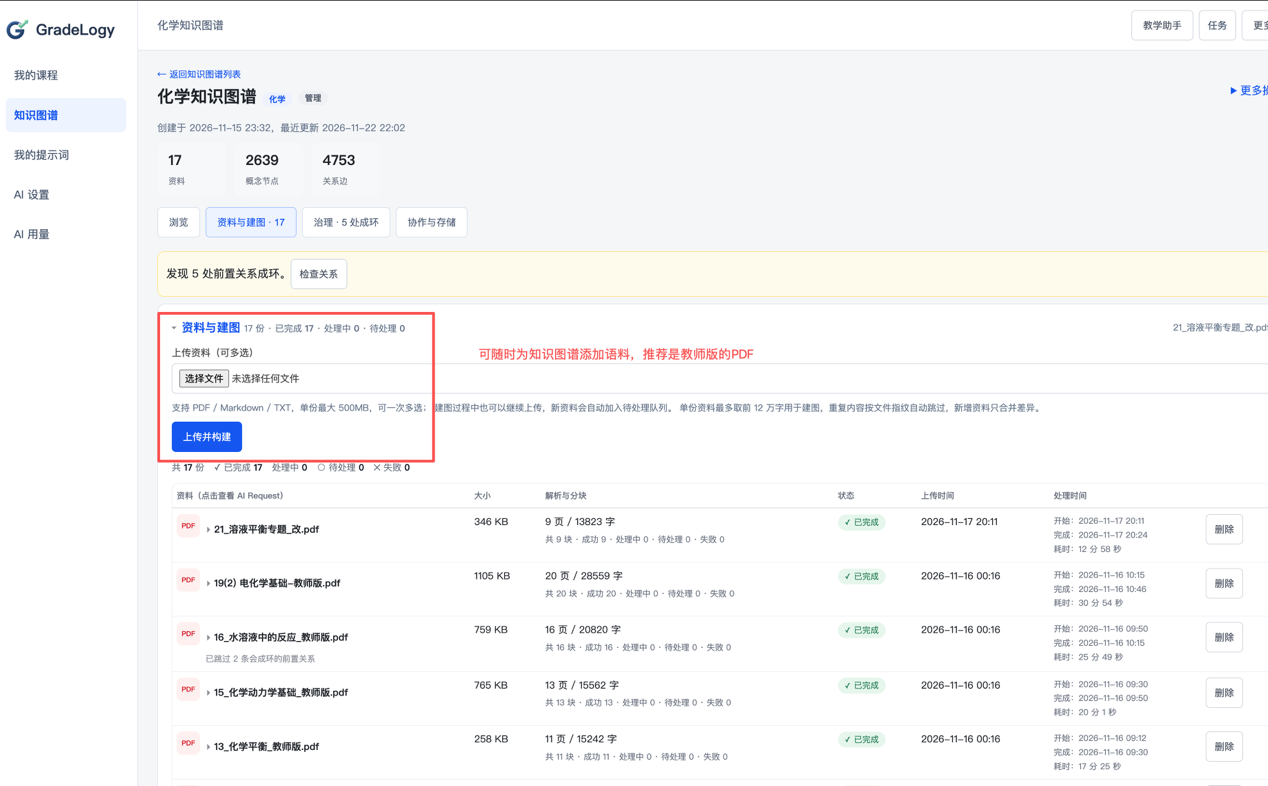 GradeLogy
化学知识图谱
教学助手
任务
我的课程
知识图谱
我的提示词
AI 设置
AI 用量
← 返回知识图谱列表
化学知识图谱 化学 管理
▶ 更多
创建于 2026-11-15 23:32，最近更新 2026-11-22 22:02
17 2639 4753
资料 概念节点 关系边
浏览 资料与建图 · 17 治理 · 5 处成环 协作与存储
发现 5 处前置关系成环。 检查关系
资料与建图 17 份 · 已完成 17 · 处理中 0 · 待处理 0
21_溶液平衡专题_改.pdf
上传资料（可多选）
可随时为知识图谱添加语料，推荐是教师版的PDF
选择文件 未选择任何文件
支持 PDF / Markdown / TXT，单份最大 500MB，可一次多选；建图过程中也可以继续上传，新资料会自动加入待处理队列。 单份资料最多取前 12 万字用于建图，重复内容按文件指纹自动跳过，新增资料只合并差异。
上传并构建
共 17 份 ✓ 已完成 17 处理中 0 ○ 待处理 0 ✕ 失败 0
资料（点击查看 AI Request） 大小 解析与分块 状态 上传时间 处理时间
PDF 21_溶液平衡专题_改.pdf 346 KB 9 页 / 13823 字 ✓ 已完成 2026-11-17 20:11
共 9 块 · 成功 9 · 处理中 0 · 待处理 0 · 失败 0
开始：2026-11-17 20:11
完成：2026-11-17 20:24
耗时：12 分 58 秒
删除
PDF 19(2) 电化学基础-教师版.pdf 1105 KB 20 页 / 28559 字 ✓ 已完成 2026-11-16 00:16
共 20 块 · 成功 20 · 处理中 0 · 待处理 0 · 失败 0
开始：2026-11-16 10:15
完成：2026-11-16 10:46
耗时：30 分 54 秒
删除
PDF 16_水溶液中的反应_教师版.pdf 759 KB 16 页 / 20820 字 ✓ 已完成 2026-11-16 00:16
共 16 块 · 成功 16 · 处理中 0 · 待处理 0 · 失败 0
已跳过 2 条会成环的前置关系
开始：2026-11-16 09:50
完成：2026-11-16 10:15
耗时：25 分 49 秒
删除
PDF 15_化学动力学基础_教师版.pdf 765 KB 13 页 / 15562 字 ✓ 已完成 2026-11-16 00:16
共 13 块 · 成功 13 · 处理中 0 · 待处理 0 · 失败 0
开始：2026-11-16 09:30
完成：2026-11-16 09:50
耗时：20 分 1 秒
删除
PDF 13_化学平衡_教师版.pdf 258 KB 11 页 / 15242 字 ✓ 已完成 2026-11-16 00:16
共 11 块 · 成功 11 · 处理中 0 · 待处理 0 · 失败 0
开始：2026-11-16 09:12
完成：2026-11-16 09:30
耗时：17 分 25 秒
删除